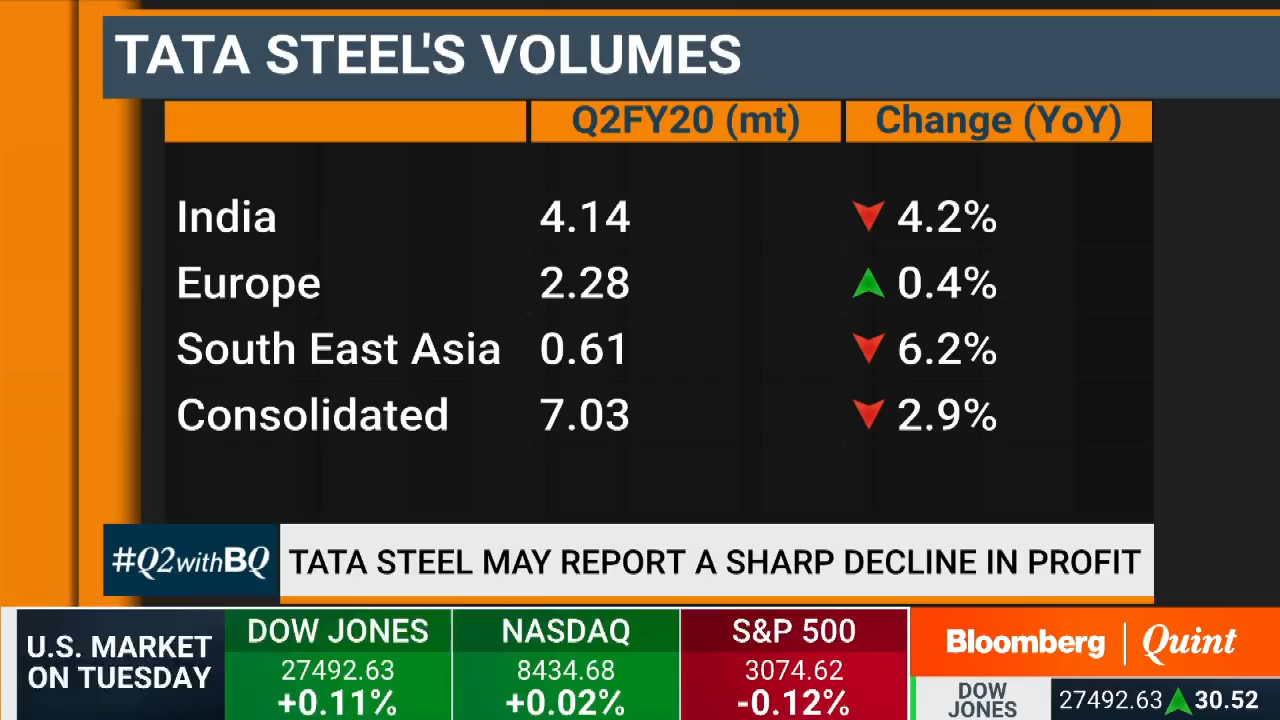 TATA STEEL'S VOLUMES
Q2FY20 (mt) Change (YoY)
India 4.14 4.2%
Europe 2.28 0.4%
South East Asia 0.61 6.2%
Consolidated 7.03 2.9%
#Q2withBQ TATA STEEL MAY REPORT A SHARP DECLINE IN PROFIT
U.S. MARKET
ON TUESDAY
DOW JONES
27492.63
+0.11%
NASDAQ
8434.68
+0.02%
S&P 500
3074.62
-0.12%
Bloomberg | Quint
DOW
JONES
27492.63 30.52